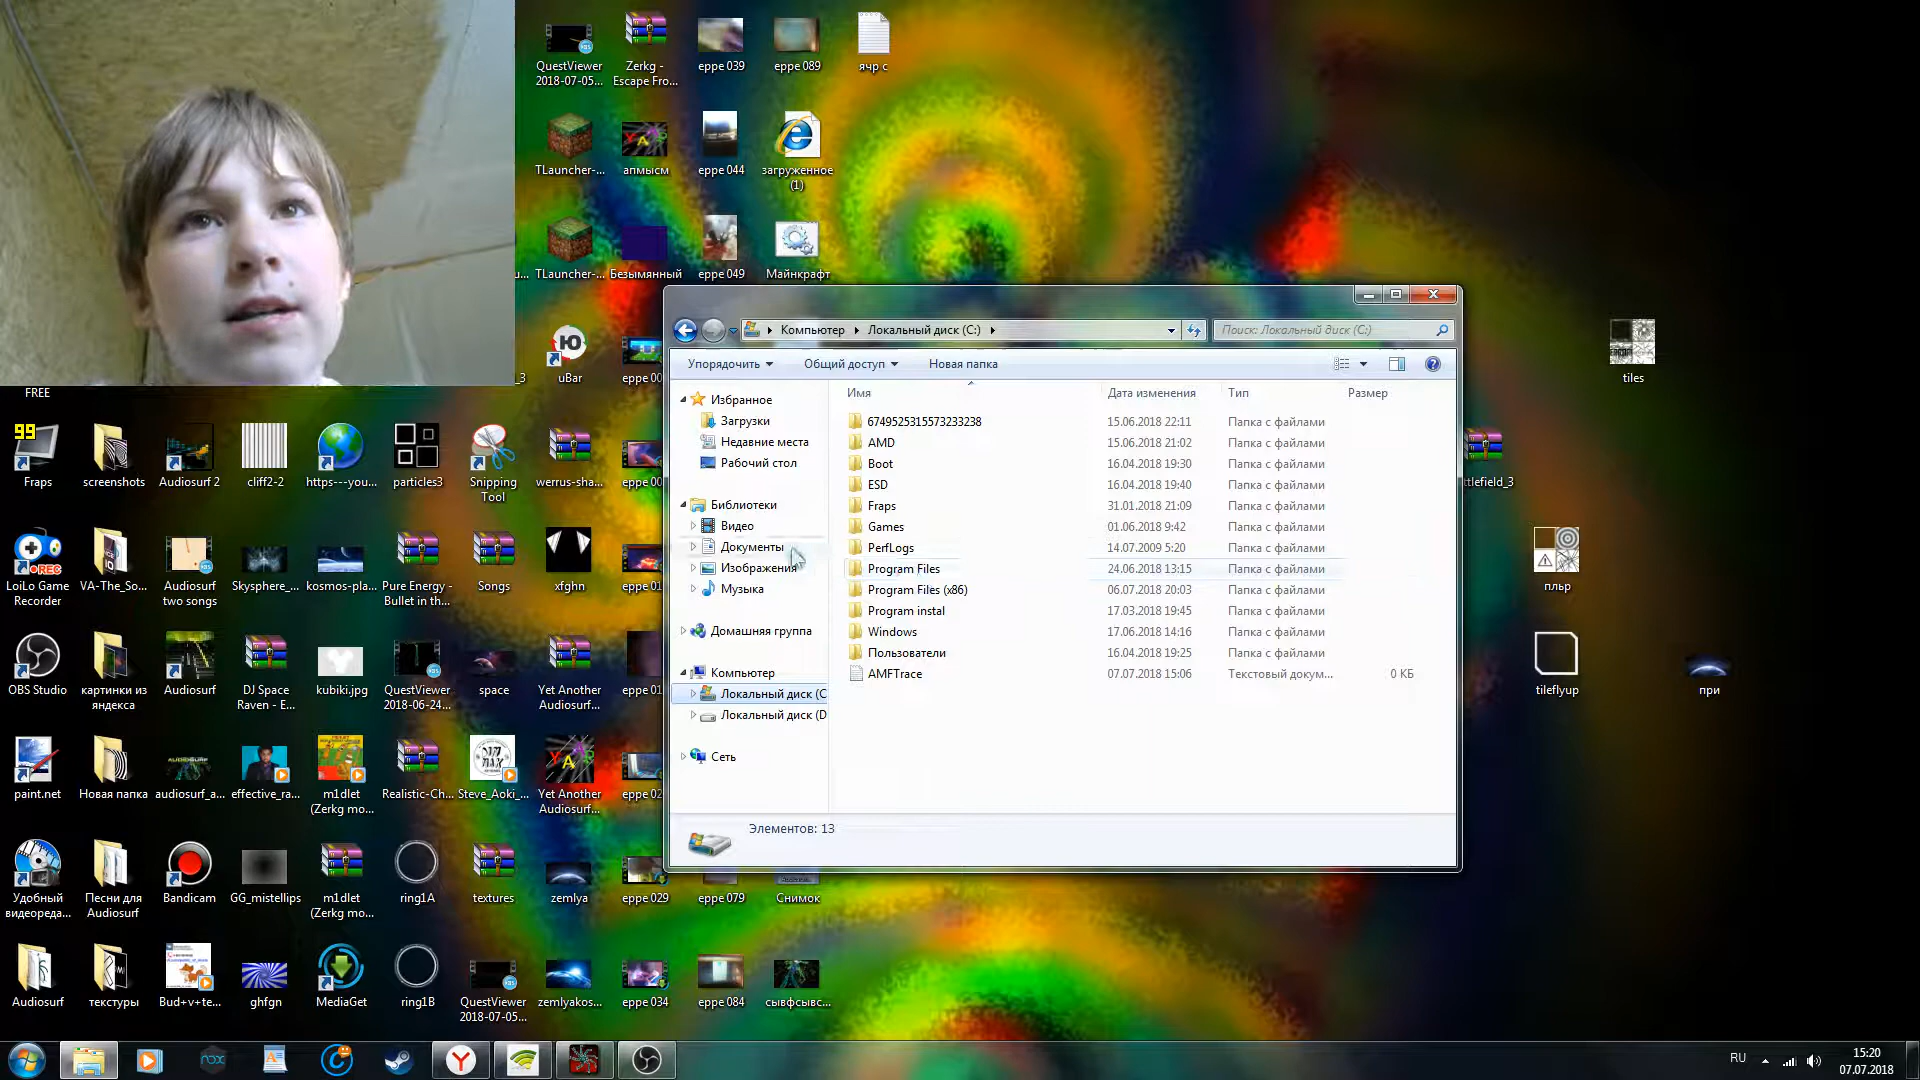 QuestViewer
2018-07-05...
Zerkg -
Escape Fro...
eppe 039
eppe 089
ячр с
TLauncher-...
апмысм
eppe 044
загруженное
(1)
TLauncher-...
Безымянный
eppe 049
Майнкрафт
uBar
FREE
99
Fraps
screenshots
Audiosurf 2
cliff2-2
https---you...
particles3
Snipping
Tool
werrus-sha...
LoiLo Game
Recorder
VA-The_So...
Audiosurf
two songs
Skysphere_...
kosmos-pla...
Pure Energy -
Bullet in th...
Songs
xfghn
OBS Studio
картинки из
яндекса
Audiosurf
DJ Space
Raven - E...
kubiki.jpg
QuestViewer
2018-06-24...
space
Yet Another
Audiosurf...
paint.net
Новая папка
audiosurf_a...
effective_ra...
m1dlet
(Zerkg mo...
Realistic-Ch...
Steve_Aoki_...
Yet Another
Audiosurf...
Удобный
видеореда...
Песни для
Audiosurf
Bandicam
GG_mistellips
m1dlet
(Zerkg mo...
ring1A
textures
zemlya
eppe 029
eppe 079
Снимок
Audiosurf
текстуры
Bud+v+te...
ghfgn
MediaGet
ring1B
QuestViewer
2018-07-05...
zemlyakos...
eppe 034
eppe 084
сывфсывс...
Компьютер
Локальный диск (C:)
Поиск: Локальный диск (C:)
Упорядочить
Общий доступ
Новая папка
Избранное
Загрузки
Недавние места
Рабочий стол
Библиотеки
Видео
Документы
Изображения
Музыка
Домашняя группа
Компьютер
Локальный диск (C
Локальный диск (D
Сеть
Имя Дата изменения Тип Размер
6749525315573233238 15.06.2018 22:11 Папка с файлами
AMD 15.06.2018 21:02 Папка с файлами
Boot 16.04.2018 19:30 Папка с файлами
ESD 16.04.2018 19:40 Папка с файлами
Fraps 31.01.2018 21:09 Папка с файлами
Games 01.06.2018 9:42 Папка с файлами
PerfLogs 14.07.2009 5:20 Папка с файлами
Program Files 24.06.2018 13:15 Папка с файлами
Program Files (x86) 06.07.2018 20:03 Папка с файлами
Program instal 17.03.2018 19:45 Папка с файлами
Windows 17.06.2018 14:16 Папка с файлами
Пользователи 16.04.2018 19:25 Папка с файлами
AMFTrace 07.07.2018 15:06 Текстовый докум... 0 КБ
Элементов: 13
tiles
ttlefield_3
пльр
tileflyup
при
RU
15:20
07.07.2018